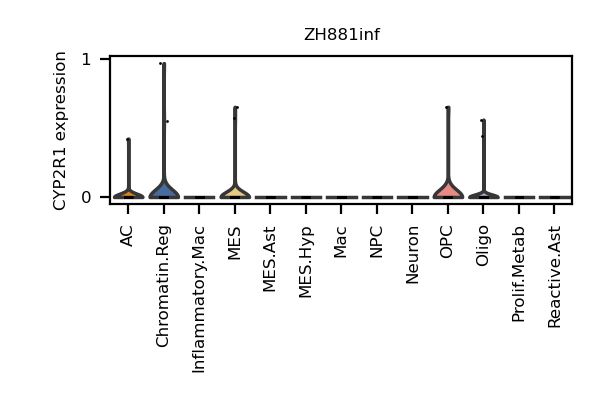 ZH881inf
CYP2R1 expression
1
0
AC
Chromatin.Reg
Inflammatory.Mac
MES
MES.Ast
MES.Hyp
Mac
NPC
Neuron
OPC
Oligo
Prolif.Metab
Reactive.Ast